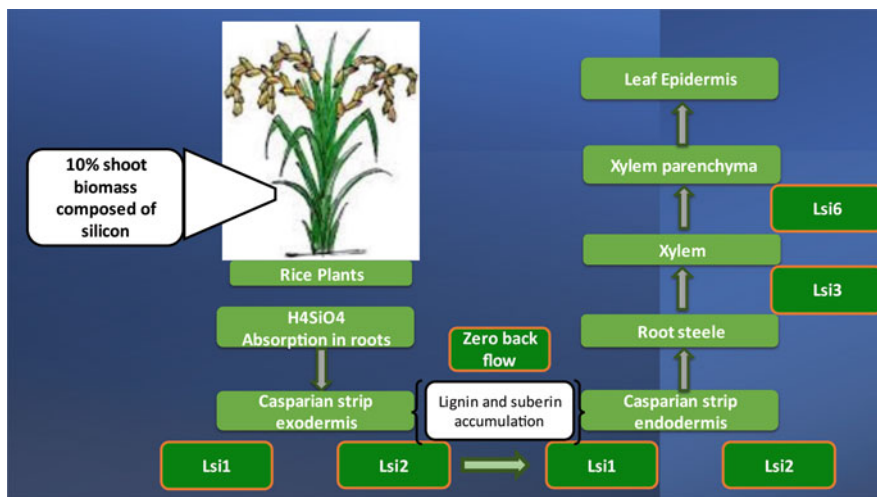 10% shoot
biomass
composed of
silicon
Rice Plants
H4SiO4
Absorption in roots
Casparian strip
exodermis
Lsi1
Lsi2
Zero back
flow
Lignin and suberin
accumulation
Leaf Epidermis
Xylem parenchyma
Lsi6
Xylem
Lsi3
Root steele
Casparian strip
endodermis
Lsi1
Lsi2